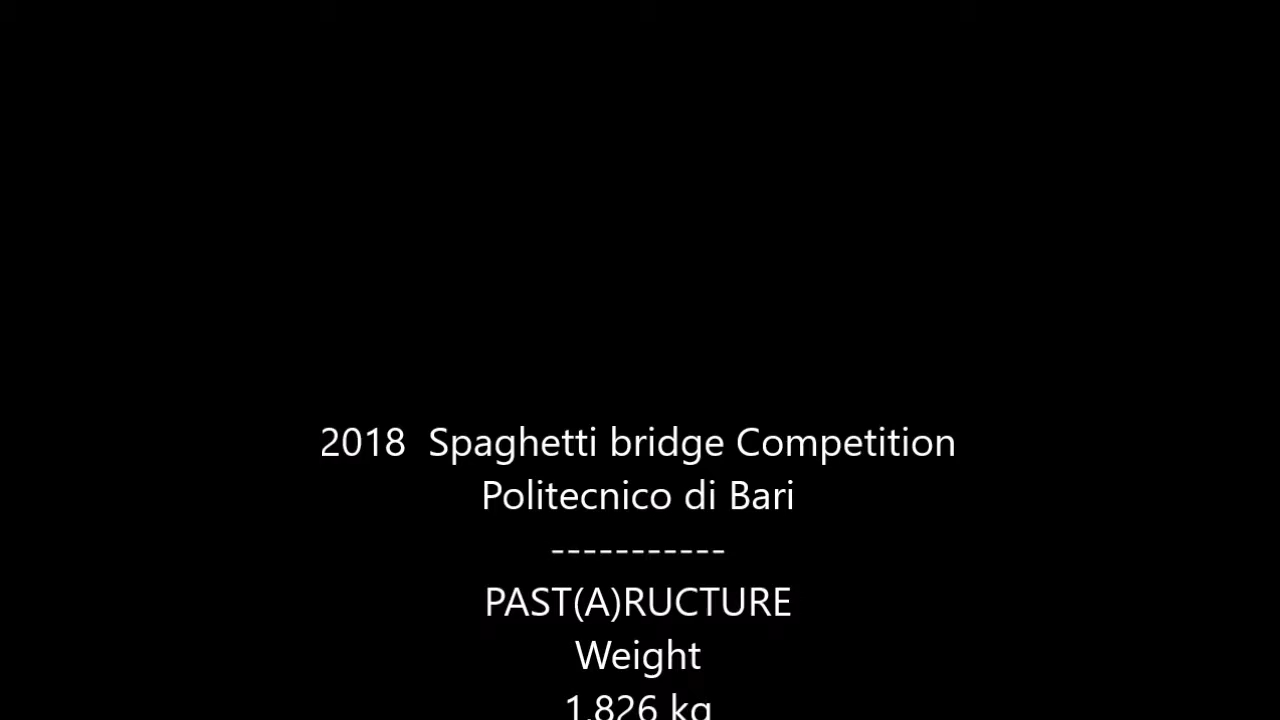 2018  Spaghetti bridge Competition
Politecnico di Bari
-----------
PAST(A)RUCTURE
Weight
1.826 kg